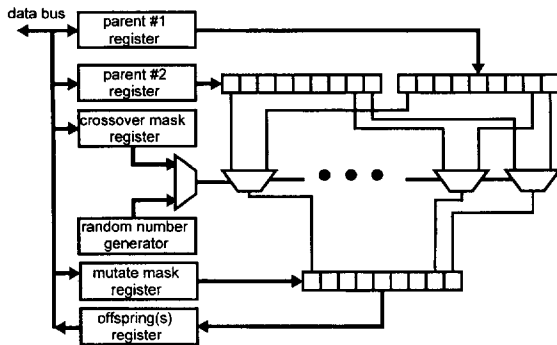 data bus
parent #1
register
parent #2
register
crossover mask
register
random number
generator
mutate mask
register
offspring(s)
register